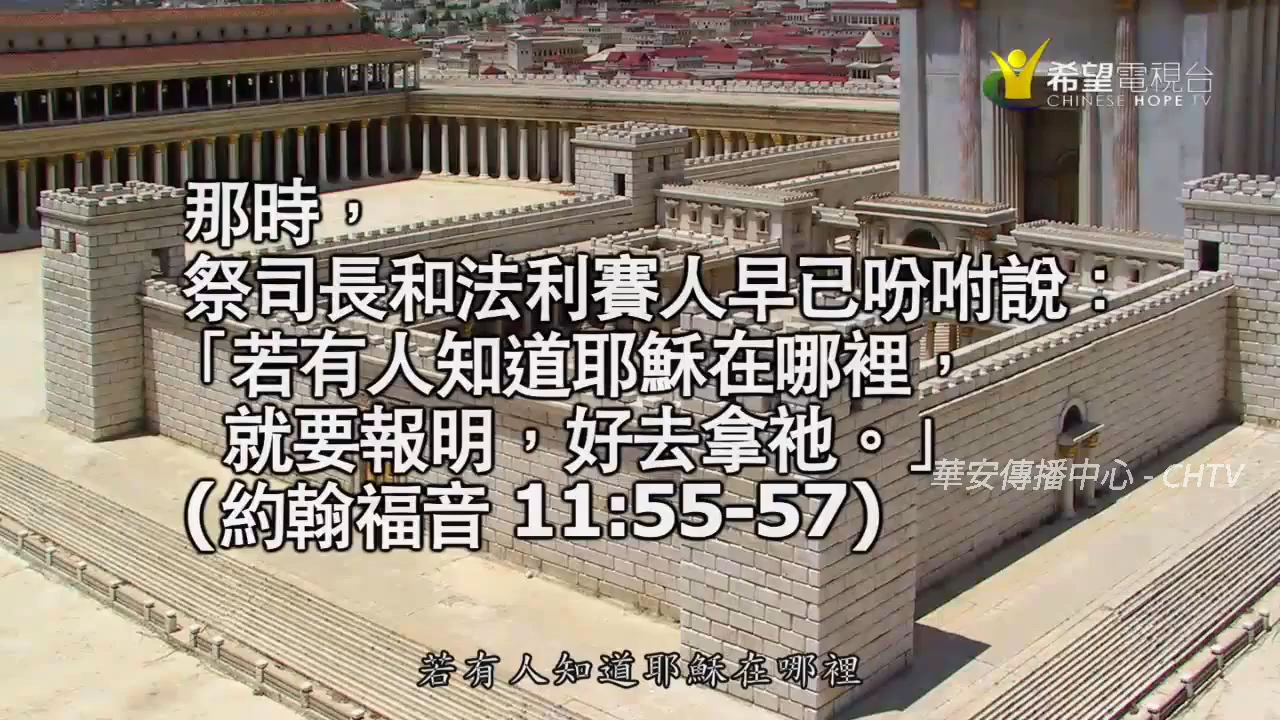 希望電視台
CHINESE HOPE TV
那時，
祭司長和法利賽人早已吩咐說：
「若有人知道耶穌在哪裡，
就要報明，好去拿祂。」
(約翰福音 11:55-57)
華安傳播中心 - CHTV
若有人知道耶穌在哪裡